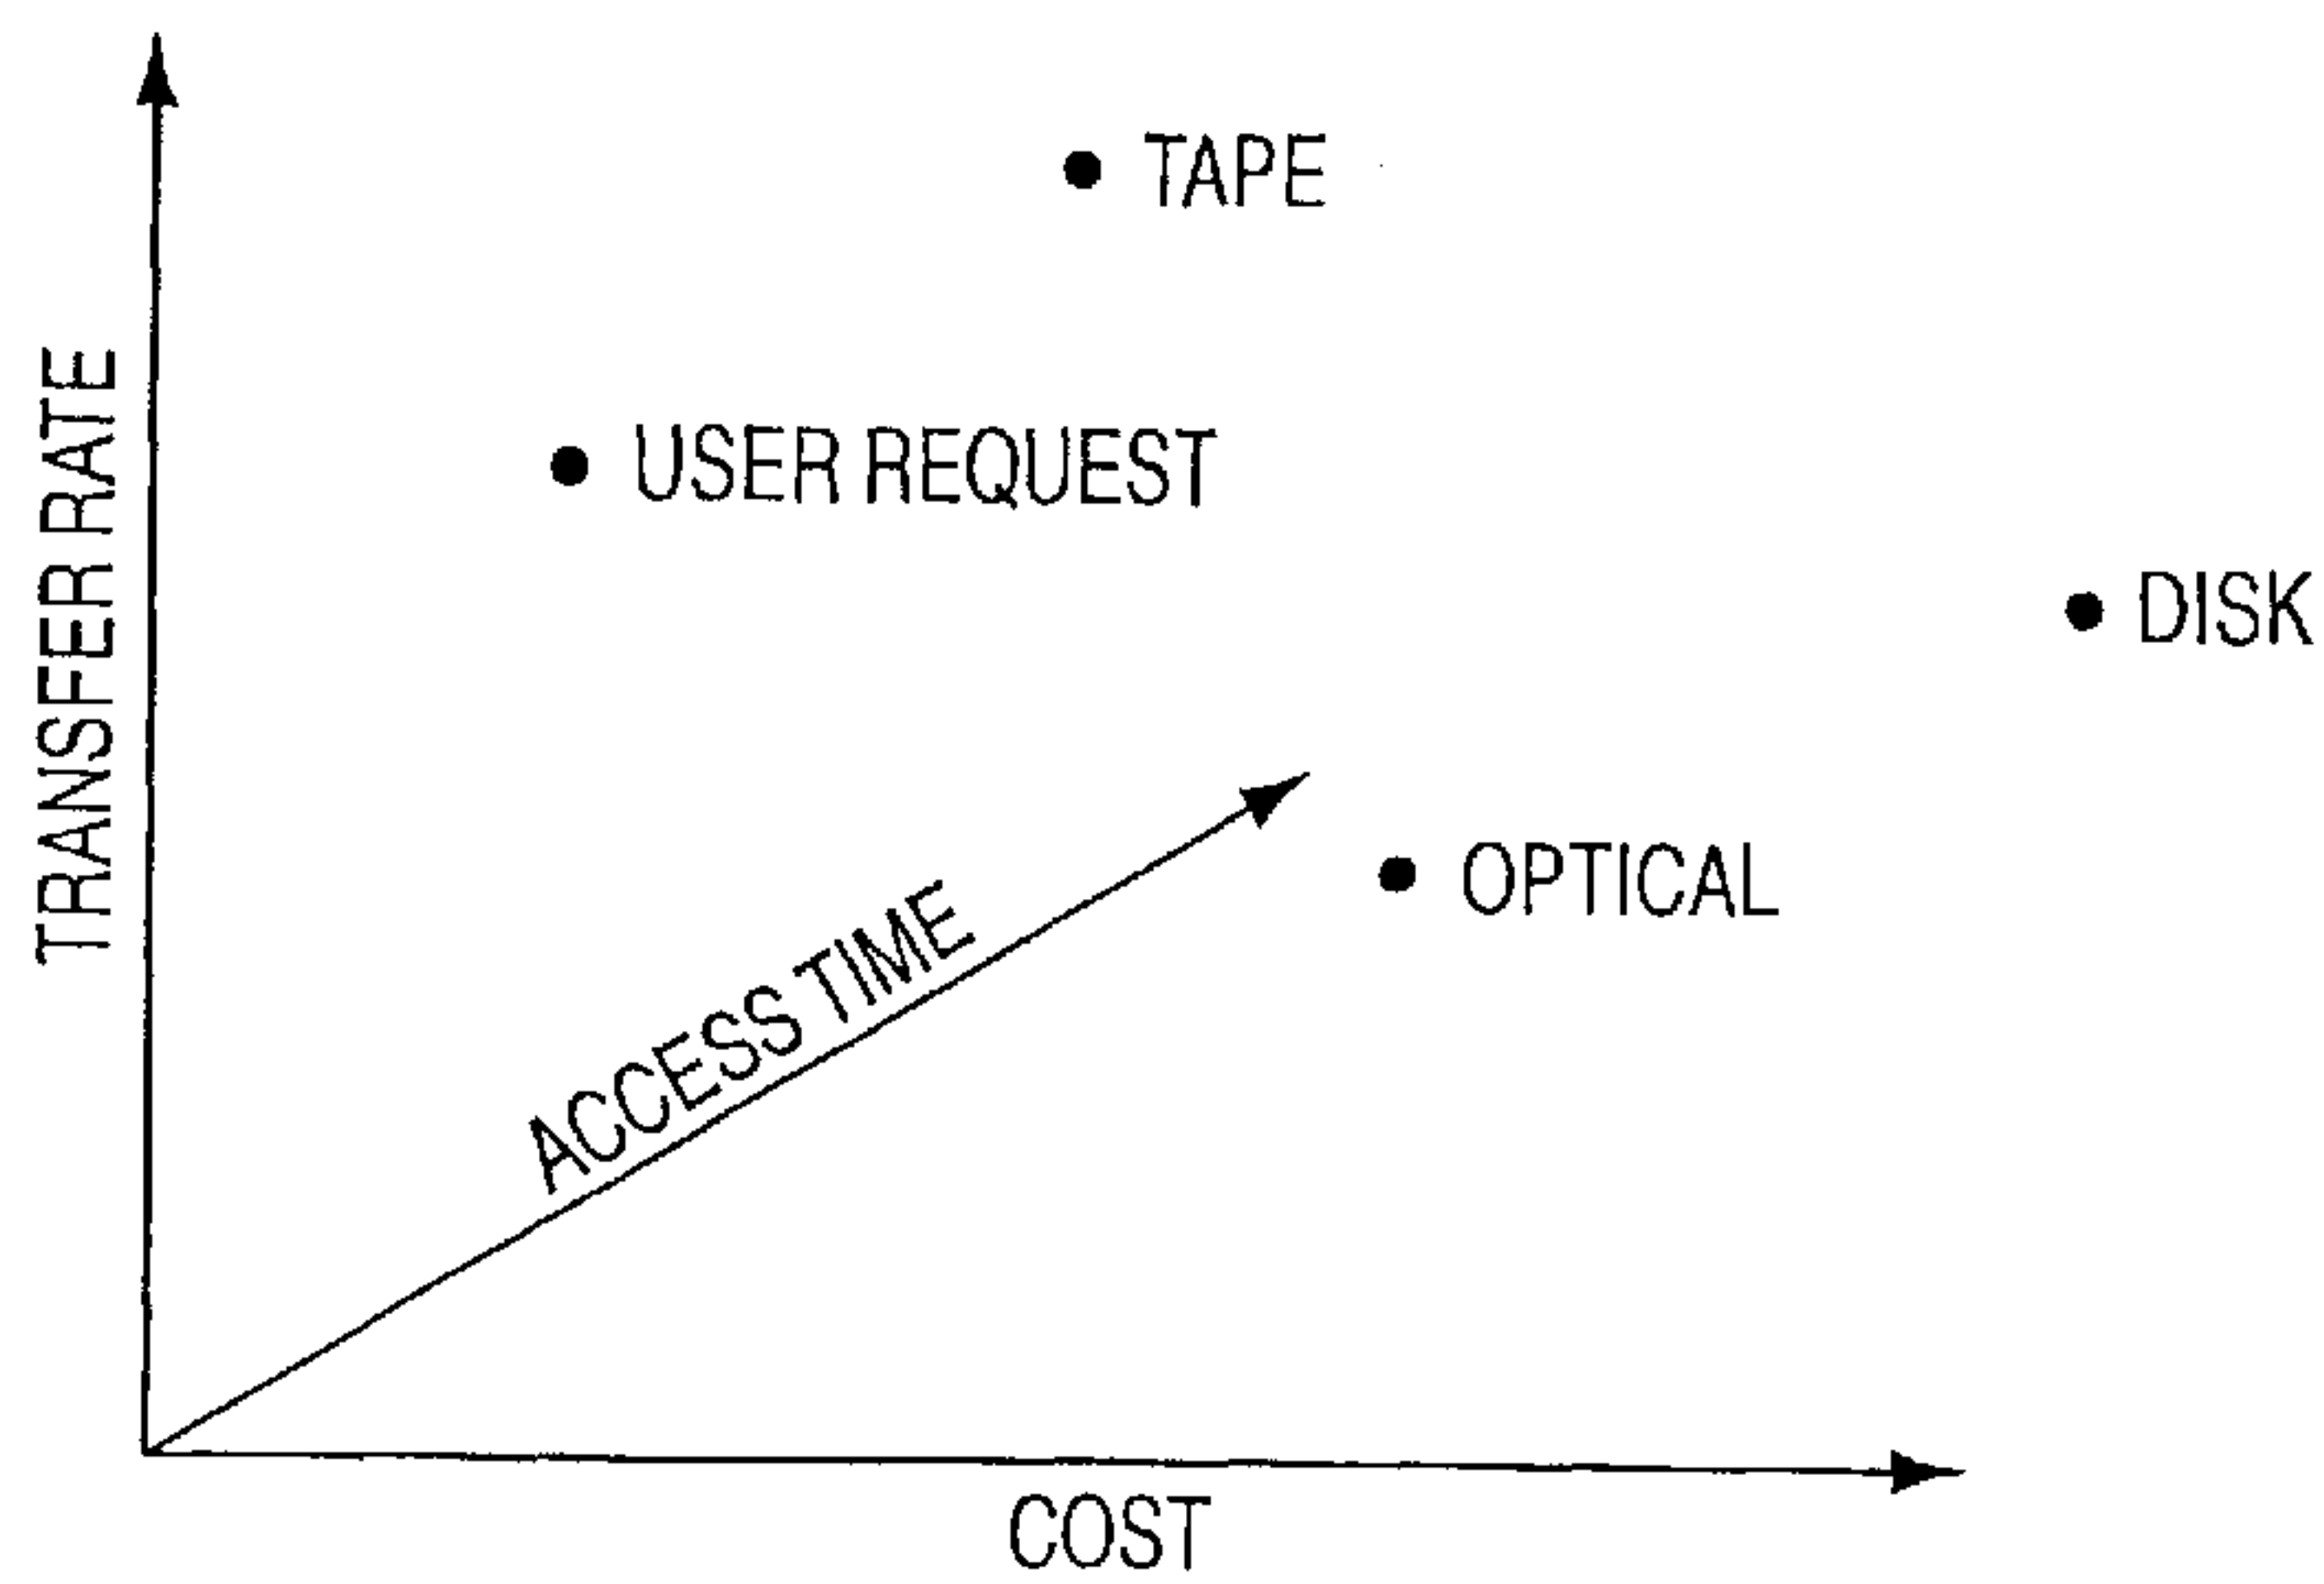 TAPE
USER REQUEST
DISK
TRANSFER RATE
OPTICAL
ACCESS TIME
COST